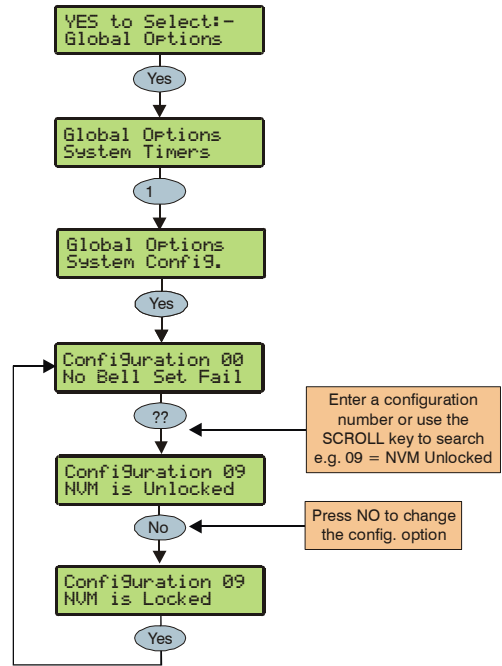 YES to Select:-
Global Options
Yes
Global Options
System Timers
1
Global Options
System Config.
Yes
Configuration 00
No Bell Set Fail
??
Enter a configuration
number or use the
SCROLL key to search
e.g. 09 = NVM Unlocked
Configuration 09
NVM is Unlocked
No
Press NO to change
the config. option
Configuration 09
NVM is Locked
Yes